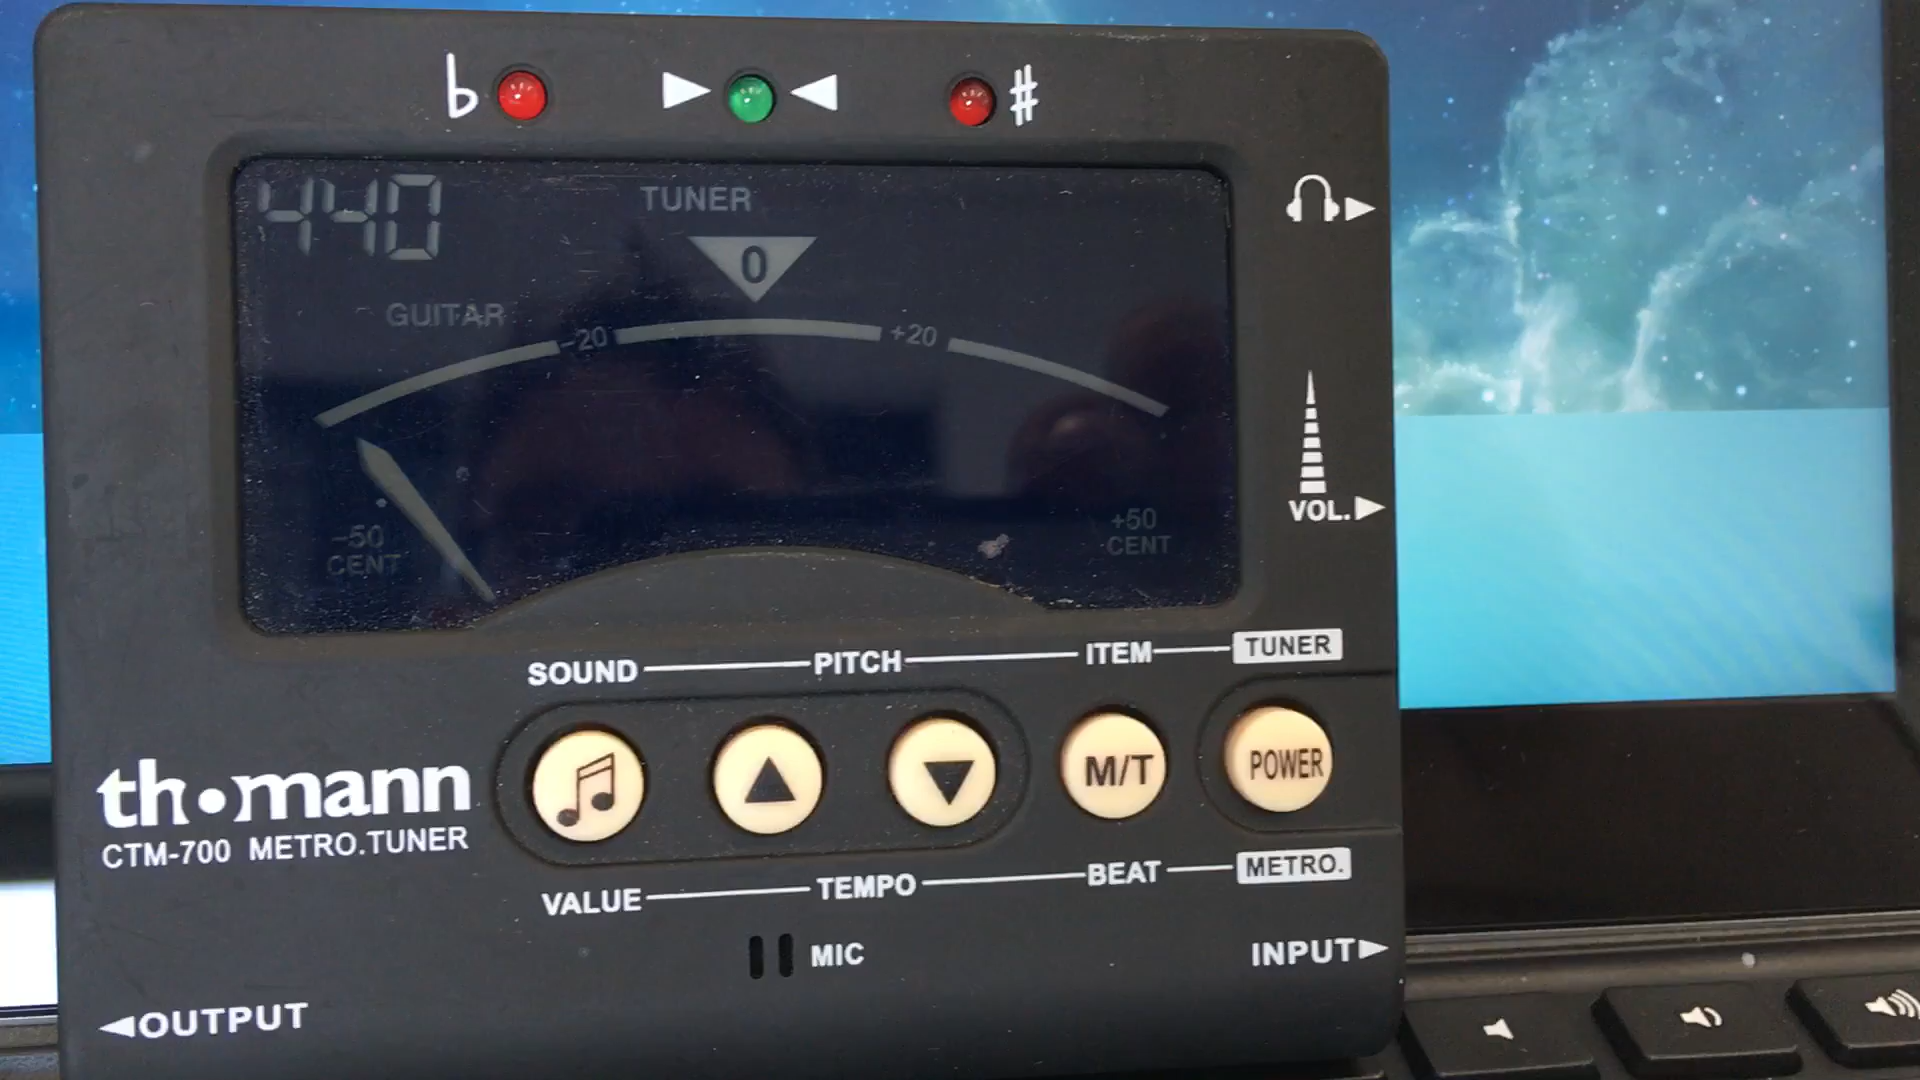 ♭ ▶ ◀ ♯
440
TUNER
0
GUITAR
-20 +20
-50
CENT
+50
CENT
VOL.▶
SOUND PITCH ITEM TUNER
▲ ▼ M/T POWER
thomann
CTM-700 METRO.TUNER
VALUE TEMPO BEAT METRO.
MIC
INPUT▶
◀OUTPUT